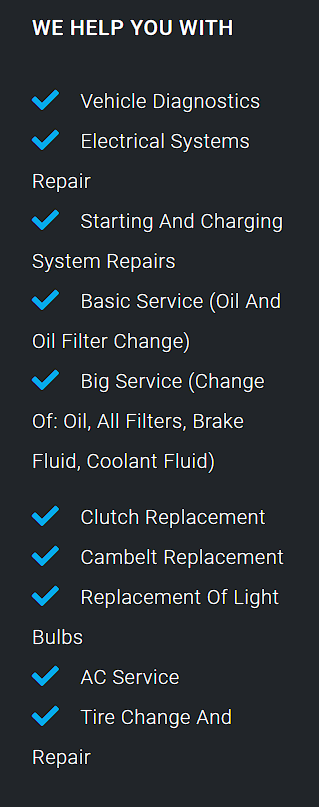 WE HELP YOU WITH
Vehicle Diagnostics
Electrical Systems
Repair
Starting And Charging
System Repairs
Basic Service (Oil And
Oil Filter Change)
Big Service (Change
Of: Oil, All Filters, Brake
Fluid, Coolant Fluid)
Clutch Replacement
Cambelt Replacement
Replacement Of Light
Bulbs
AC Service
Tire Change And
Repair